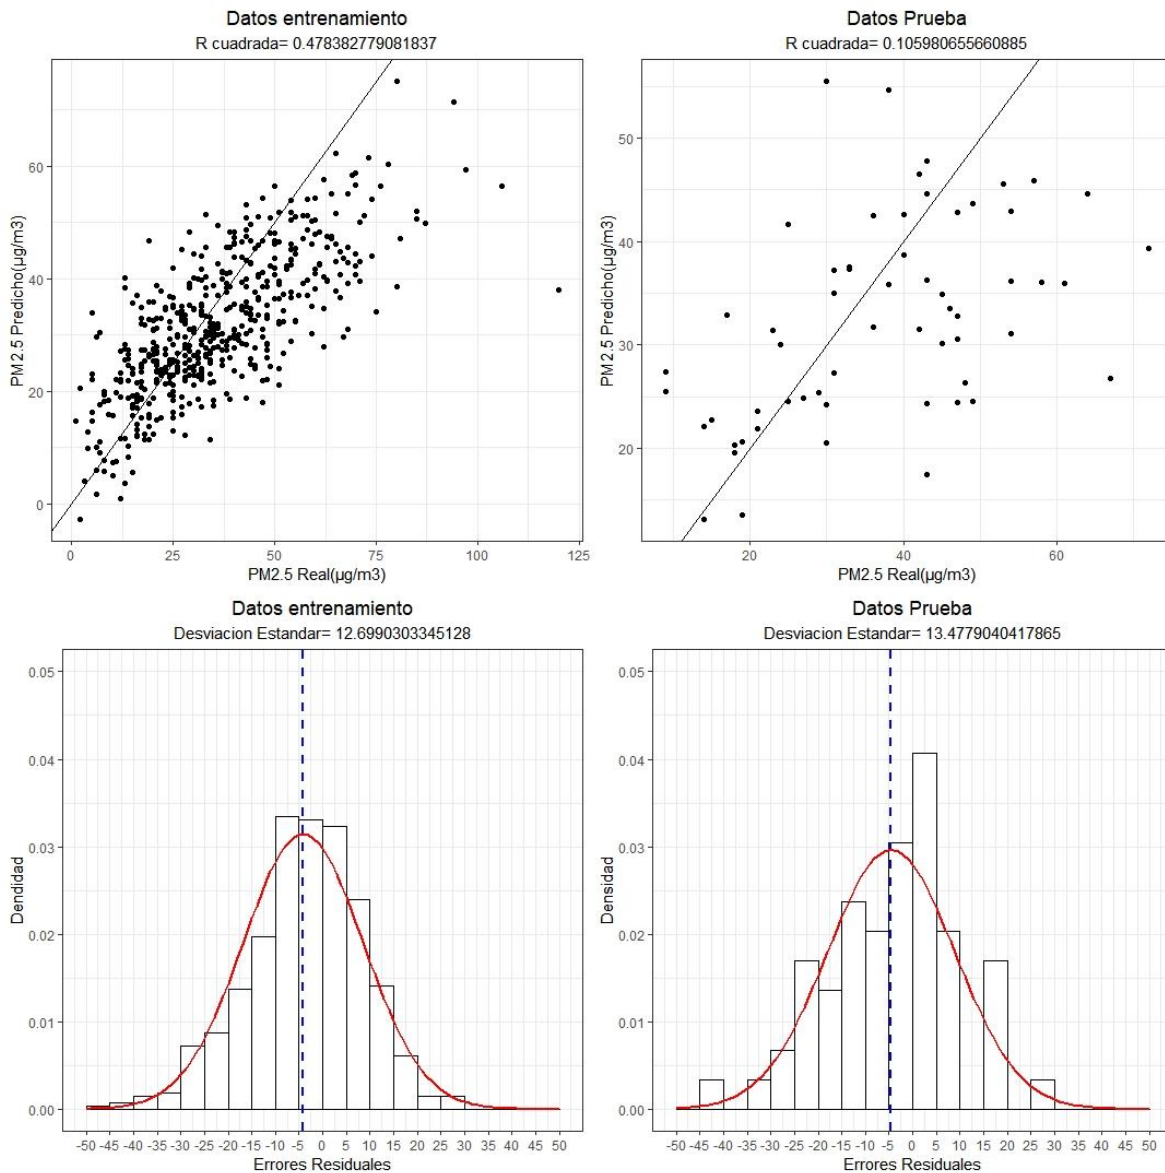 Datos entrenamiento
R cuadrada= 0.478382779081837
PM2.5 Predicho(µg/m3)
60
40
20
0
0 25 50 75 100 125
PM2.5 Real(µg/m3)
Datos Prueba
R cuadrada= 0.105980655660885
PM2.5 Predicho(µg/m3)
50
40
30
20
20 40 60
PM2.5 Real(µg/m3)
Datos entrenamiento
Desviacion Estandar= 12.6990303345128
Dendidad
0.05
0.04
0.03
0.02
0.01
0.00
-50 -45 -40 -35 -30 -25 -20 -15 -10 -5 0 5 10 15 20 25 30 35 40 45 50
Errores Residuales
Datos Prueba
Desviacion Estandar= 13.4779040417865
Densidad
0.05
0.04
0.03
0.02
0.01
0.00
-50 -45 -40 -35 -30 -25 -20 -15 -10 -5 0 5 10 15 20 25 30 35 40 45 50
Errores Residuales